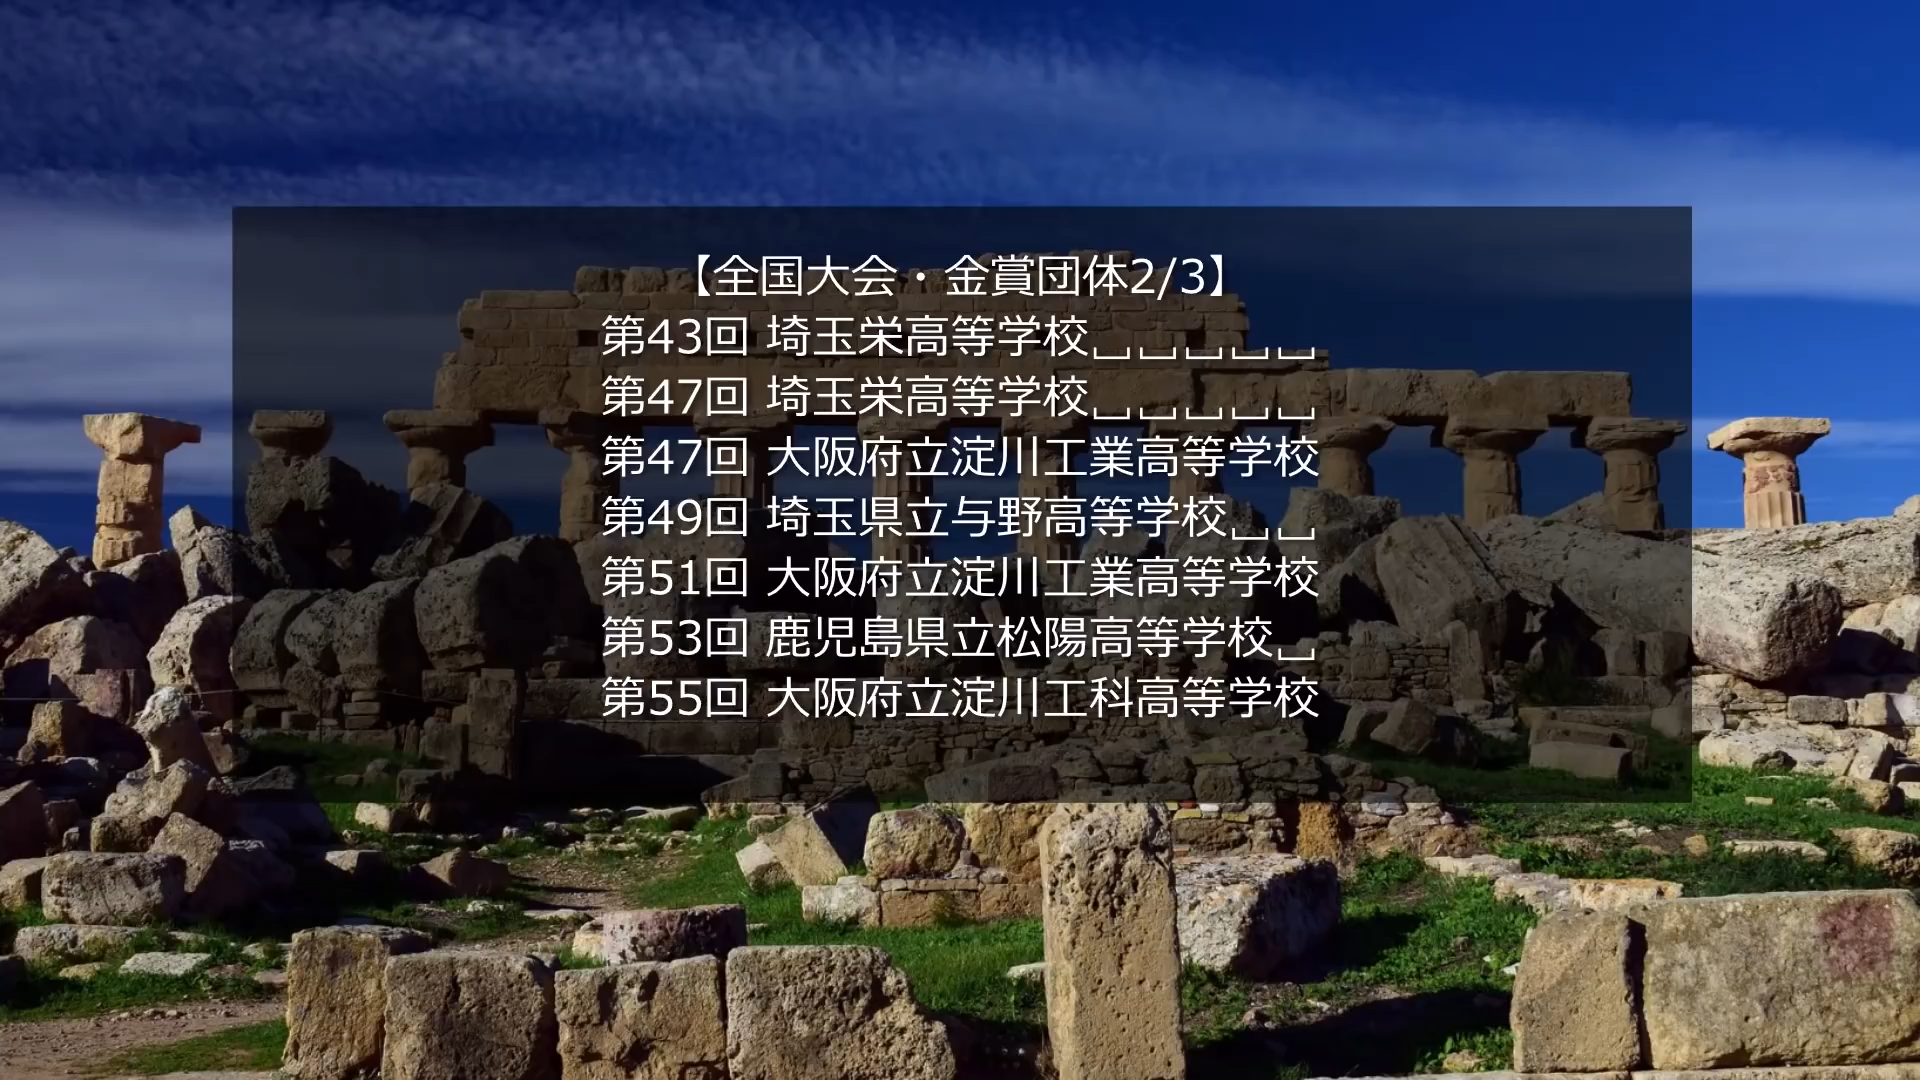 【全国大会・金賞団体2/3】
第43回 埼玉栄高等学校␣␣␣␣␣
第47回 埼玉栄高等学校␣␣␣␣␣
第47回 大阪府立淀川工業高等学校
第49回 埼玉県立与野高等学校␣␣
第51回 大阪府立淀川工業高等学校
第53回 鹿児島県立松陽高等学校␣
第55回 大阪府立淀川工科高等学校